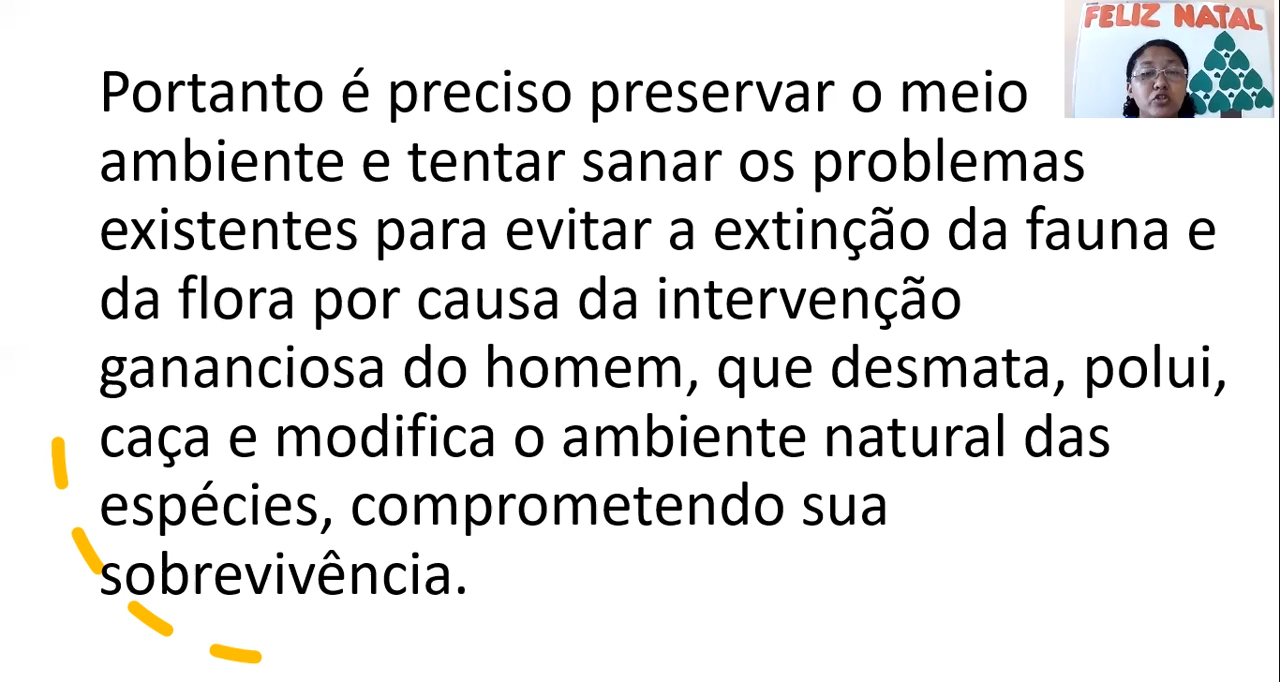 FELIZ NATAL
Portanto é preciso preservar o meio
ambiente e tentar sanar os problemas
existentes para evitar a extinção da fauna e
da flora por causa da intervenção
gananciosa do homem, que desmata, polui,
caça e modifica o ambiente natural das
espécies, comprometendo sua
sobrevivência.